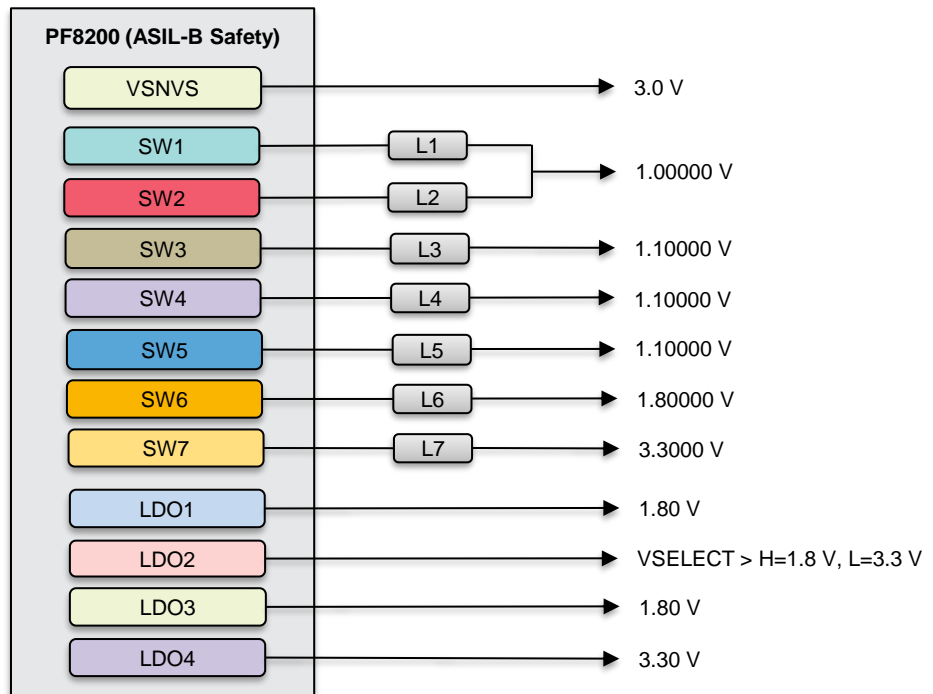 PF8200 (ASIL-B Safety)
VSNVS
3.0 V
SW1
L1
1.00000 V
SW2
L2
SW3
L3
1.10000 V
SW4
L4
1.10000 V
SW5
L5
1.10000 V
SW6
L6
1.80000 V
SW7
L7
3.3000 V
LDO1
1.80 V
LDO2
VSELECT > H=1.8 V, L=3.3 V
LDO3
1.80 V
LDO4
3.30 V